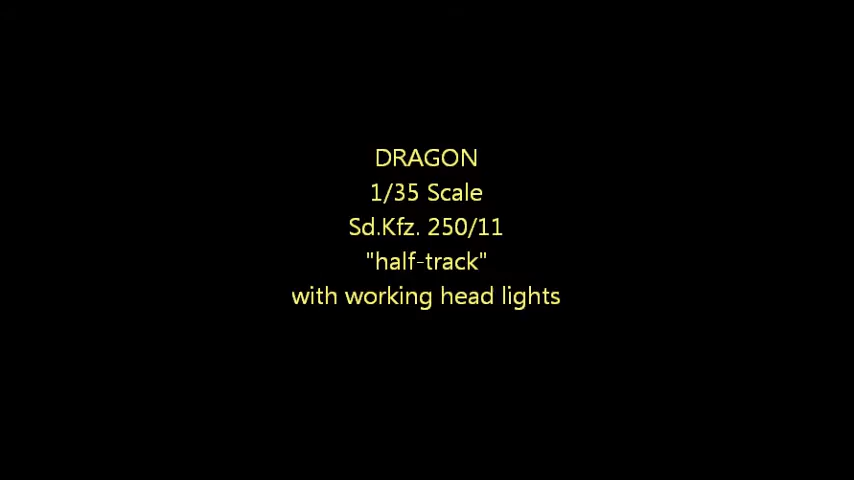 DRAGON
1/35 Scale
Sd.Kfz. 250/11
"half-track"
with working head lights